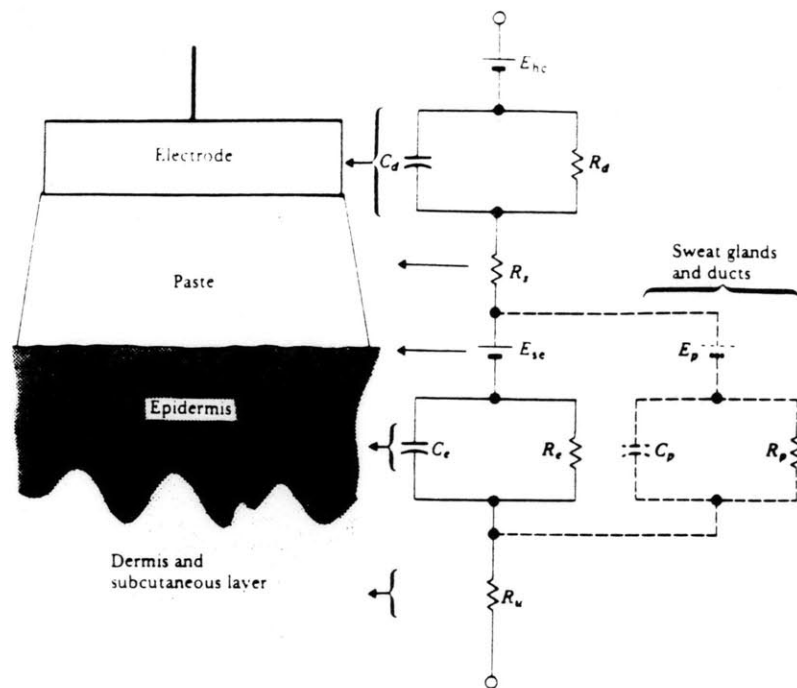 E_hc
Electrode
C_d
R_d
Paste
R_s
Sweat glands
and ducts
E_se
E_p
Epidermis
C_e
R_e
C_p
R_p
Dermis and
subcutaneous layer
R_u